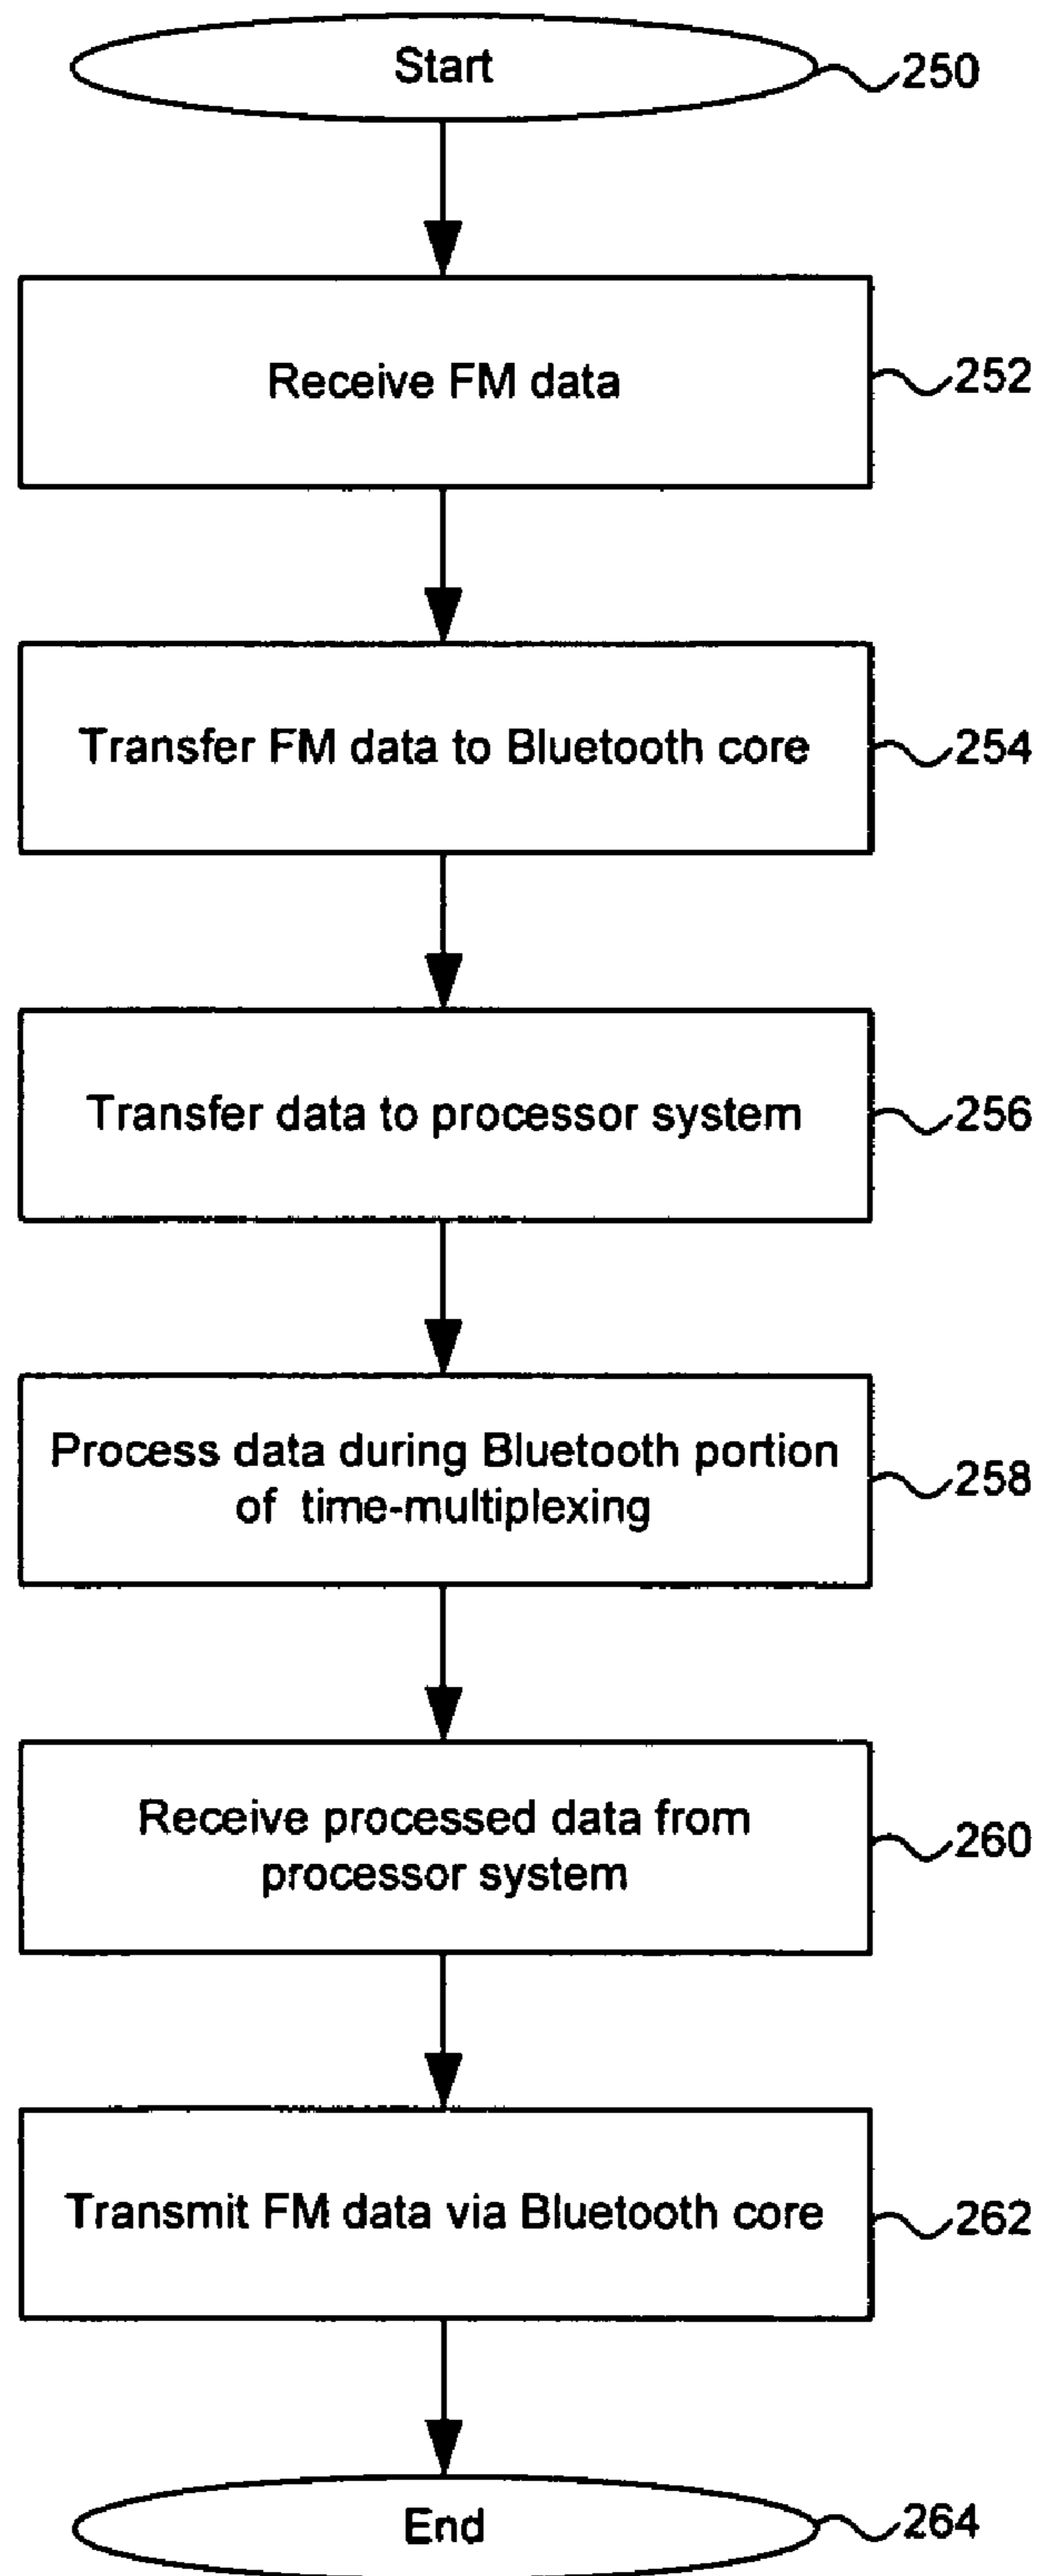 Start
250
Receive FM data
252
Transfer FM data to Bluetooth core
254
Transfer data to processor system
256
Process data during Bluetooth portion
of time-multiplexing
258
Receive processed data from
processor system
260
Transmit FM data via Bluetooth core
262
End
264